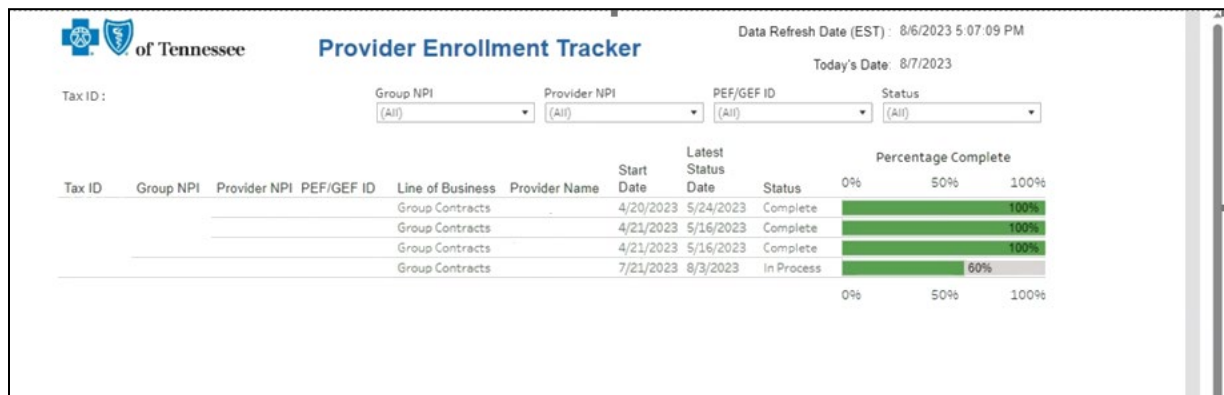 of Tennessee
Provider Enrollment Tracker
Data Refresh Date (EST) : 8/6/2023 5:07:09 PM
Today's Date: 8/7/2023
Tax ID :
Group NPI
(All)
Provider NPI
(All)
PEF/GEF ID
(All)
Status
(All)
Tax ID Group NPI Provider NPI PEF/GEF ID Line of Business Provider Name Start Date Latest Status Date Status Percentage Complete
0% 50% 100%
Group Contracts 4/20/2023 5/24/2023 Complete 100%
Group Contracts 4/21/2023 5/16/2023 Complete 100%
Group Contracts 4/21/2023 5/16/2023 Complete 100%
Group Contracts 7/21/2023 8/3/2023 In Process 60%
0% 50% 100%